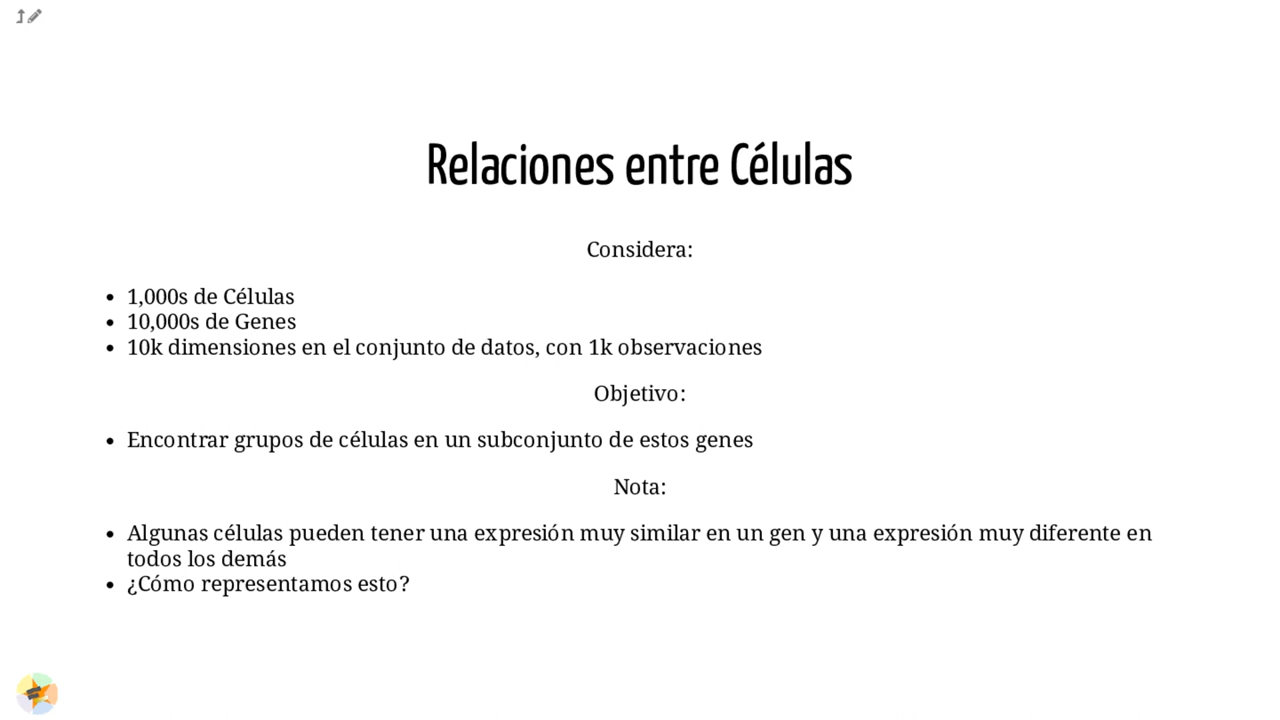 Relaciones entre Células
Considera:
• 1,000s de Células
• 10,000s de Genes
• 10k dimensiones en el conjunto de datos, con 1k observaciones
Objetivo:
• Encontrar grupos de células en un subconjunto de estos genes
Nota:
• Algunas células pueden tener una expresión muy similar en un gen y una expresión muy diferente en
todos los demás
• ¿Cómo representamos esto?